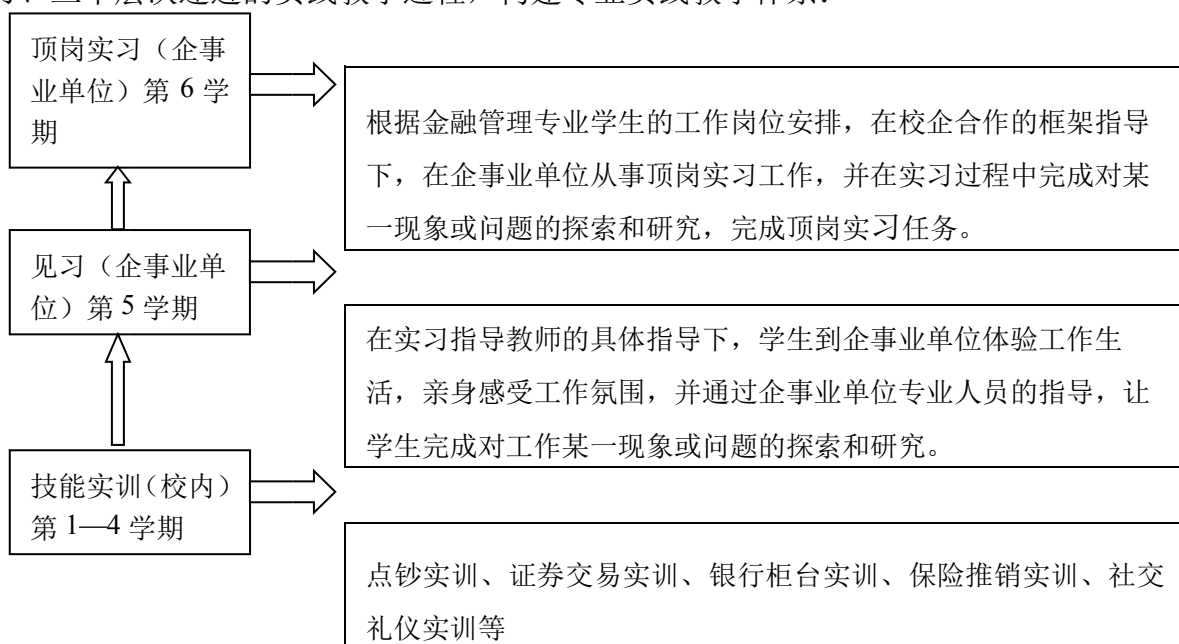 顶岗实习（企事
业单位）第 6 学
期
根据金融管理专业学生的工作岗位安排，在校企合作的框架指导
下，在企事业单位从事顶岗实习工作，并在实习过程中完成对某
一现象或问题的探索和研究，完成顶岗实习任务。
见习（企事业单
位）第 5 学期
在实习指导教师的具体指导下，学生到企事业单位体验工作生
活，亲身感受工作氛围，并通过企事业单位专业人员的指导，让
学生完成对工作某一现象或问题的探索和研究。
技能实训（校内）
第 1—4 学期
点钞实训、证券交易实训、银行柜台实训、保险推销实训、社交
礼仪实训等